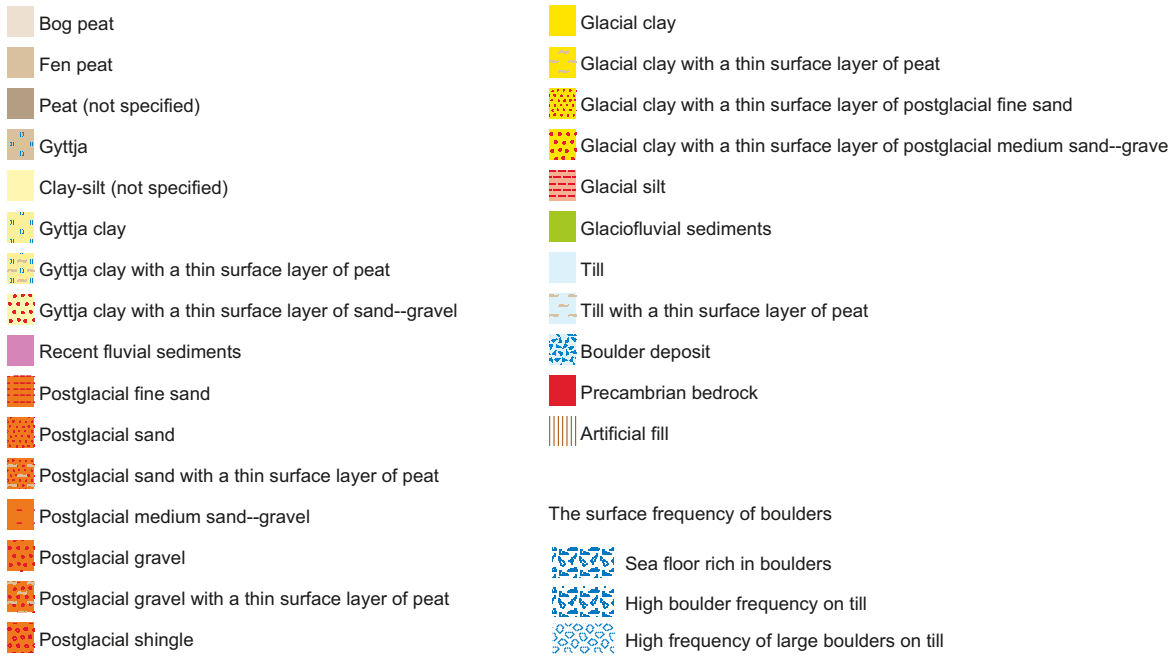 Bog peat
Fen peat
Peat (not specified)
Gyttja
Clay-silt (not specified)
Gyttja clay
Gyttja clay with a thin surface layer of peat
Gyttja clay with a thin surface layer of sand--gravel
Recent fluvial sediments
Postglacial fine sand
Postglacial sand
Postglacial sand with a thin surface layer of peat
Postglacial medium sand--gravel
Postglacial gravel
Postglacial gravel with a thin surface layer of peat
Postglacial shingle
Glacial clay
Glacial clay with a thin surface layer of peat
Glacial clay with a thin surface layer of postglacial fine sand
Glacial clay with a thin surface layer of postglacial medium sand--grave
Glacial silt
Glaciofluvial sediments
Till
Till with a thin surface layer of peat
Boulder deposit
Precambrian bedrock
Artificial fill
The surface frequency of boulders
Sea floor rich in boulders
High boulder frequency on till
High frequency of large boulders on till